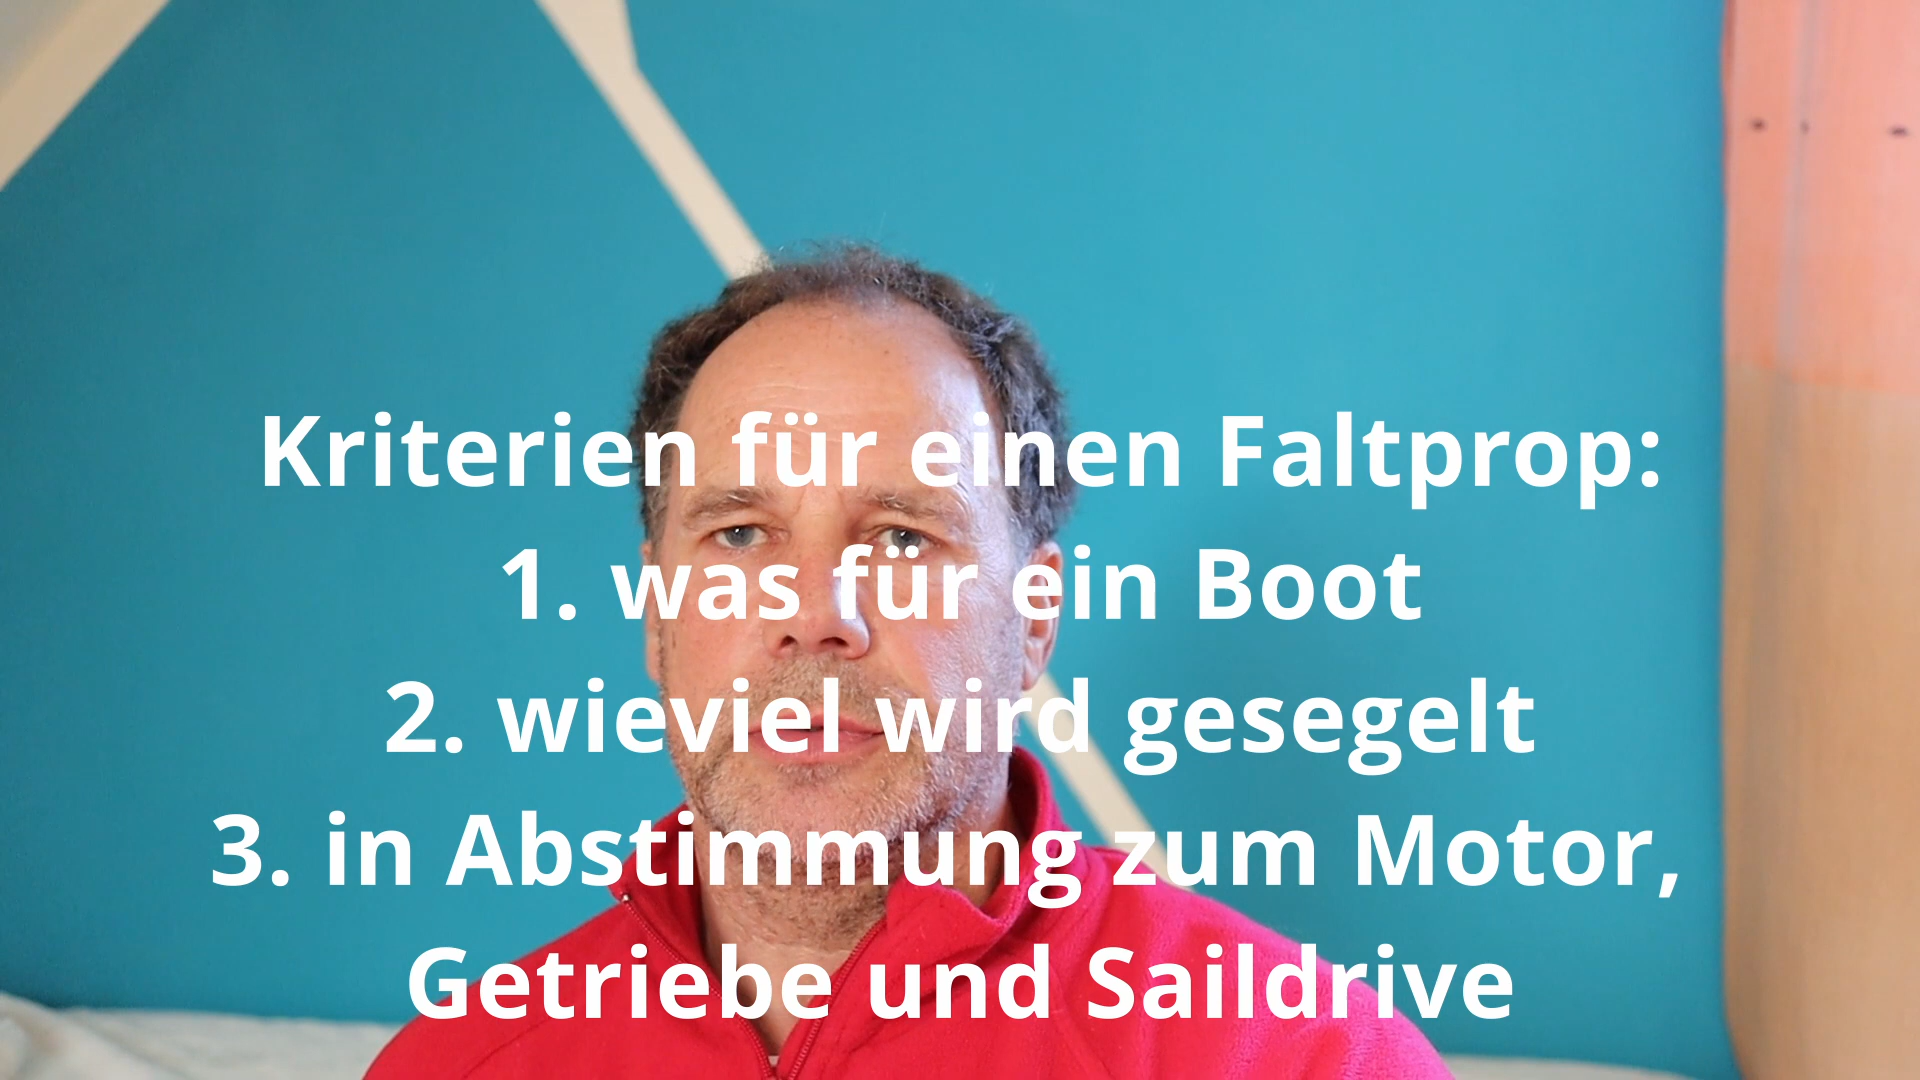 Kriterien für einen Faltprop:
1. was für ein Boot
2. wieviel wird gesegelt
3. in Abstimmung zum Motor,
Getriebe und Saildrive